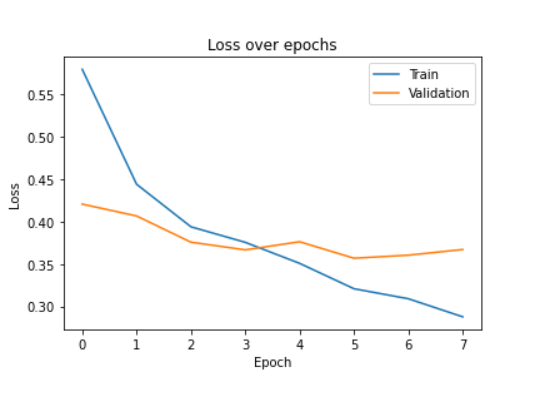 Loss over epochs
Train
Validation
0.55
0.50
0.45
0.40
0.35
0.30
Loss
0 1 2 3 4 5 6 7
Epoch